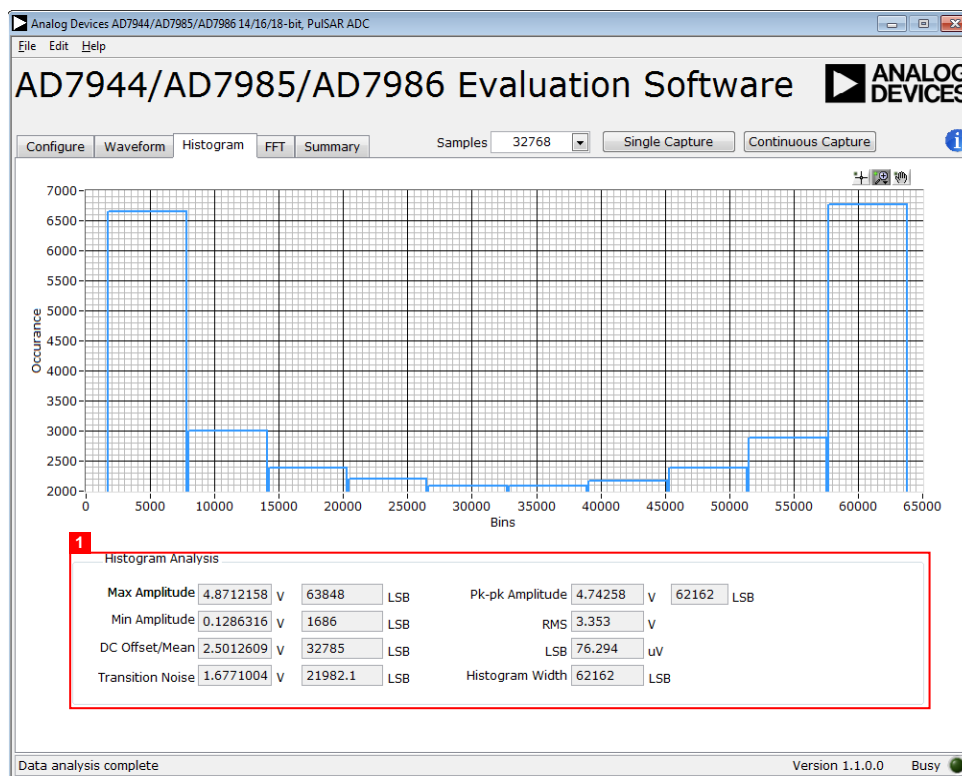 Analog Devices AD7944/AD7985/AD7986 14/16/18-bit, PulSAR ADC
File Edit Help
AD7944/AD7985/AD7986 Evaluation Software
ANALOG
DEVICES
Configure Waveform Histogram FFT Summary Samples 32768 Single Capture Continuous Capture i
7000
6500
6000
5500
5000
4500
4000
3500
3000
2500
2000
Occurance
0 5000 10000 15000 20000 25000 30000 35000 40000 45000 50000 55000 60000 65000
Bins
1
Histogram Analysis
Max Amplitude 4.8712158 V 63848 LSB Pk-pk Amplitude 4.74258 V 62162 LSB
Min Amplitude 0.1286316 V 1686 LSB RMS 3.353 V
DC Offset/Mean 2.5012609 V 32785 LSB LSB 76.294 uV
Transition Noise 1.6771004 V 21982.1 LSB Histogram Width 62162 LSB
Data analysis complete Version 1.1.0.0 Busy